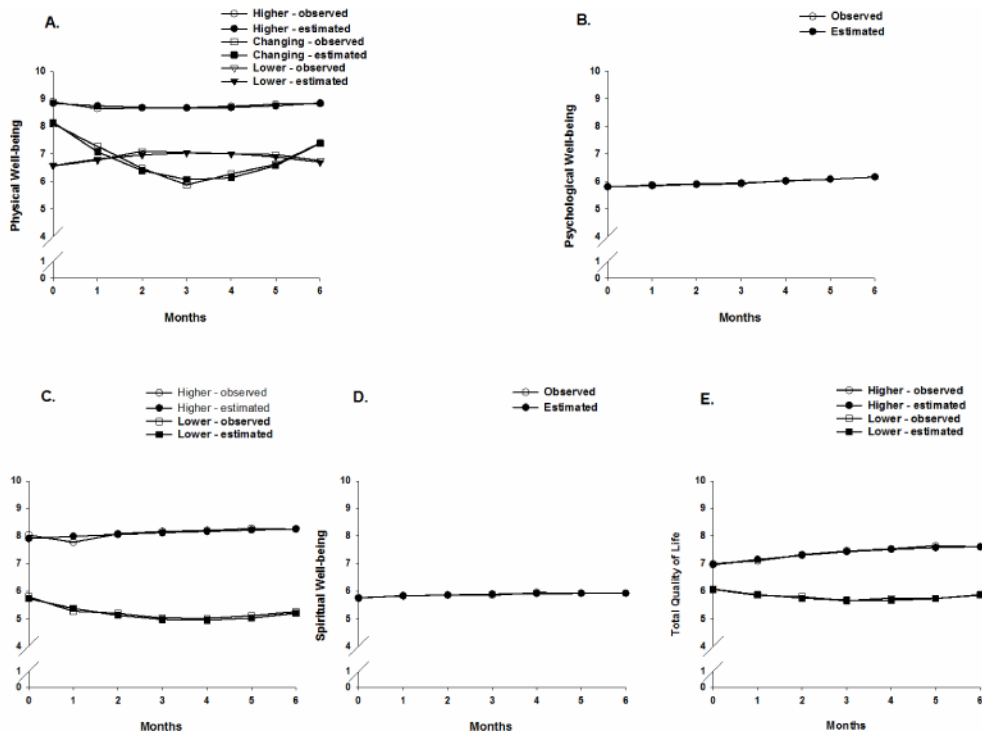 A.
Higher - observed
Higher - estimated
Changing - observed
Changing - estimated
Lower - observed
Lower - estimated
10
9
8
7
6
5
4
1
0
Physical Well-being
0 1 2 3 4 5 6
Months
B.
Observed
Estimated
10
9
8
7
6
5
4
1
0
Psychological Well-being
0 1 2 3 4 5 6
Months
C.
Higher - observed
Higher - estimated
Lower - observed
Lower - estimated
10
9
8
7
6
5
4
1
0
0 1 2 3 4 5 6
Months
D.
Observed
Estimated
10
9
8
7
6
5
4
1
0
Spiritual Well-being
0 1 2 3 4 5 6
Months
E.
Higher - observed
Higher - estimated
Lower - observed
Lower - estimated
10
9
8
7
6
5
4
1
0
Total Quality of Life
0 1 2 3 4 5 6
Months